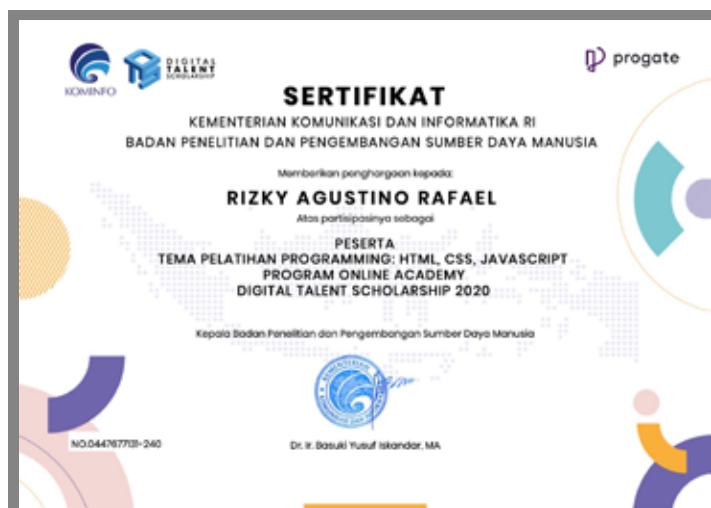 KOMINFO
DIGITAL
TALENT
SCHOLARSHIP
progate
SERTIFIKAT
KEMENTERIAN KOMUNIKASI DAN INFORMATIKA RI
BADAN PENELITIAN DAN PENGEMBANGAN SUMBER DAYA MANUSIA
Memberikan penghargaan kepada:
RIZKY AGUSTINO RAFAEL
Atas partisipasinya sebagai
PESERTA
TEMA PELATIHAN PROGRAMMING: HTML, CSS, JAVASCRIPT
PROGRAM ONLINE ACADEMY
DIGITAL TALENT SCHOLARSHIP 2020
Kepala Badan Penelitian dan Pengembangan Sumber Daya Manusia
KEMENTERIAN
KOMUNIKASI DAN
NO.0447677131-240
Dr. Ir. Basuki Yusuf Iskandar, MA